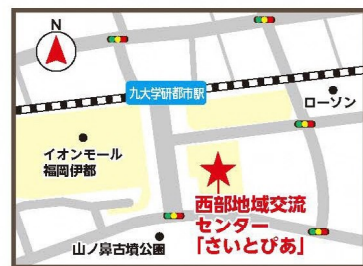 N
九大学研都市駅
ローソン
イオンモール
福岡伊都
西部地域交流
センター
「さいとぴあ」
山ノ鼻古墳公園